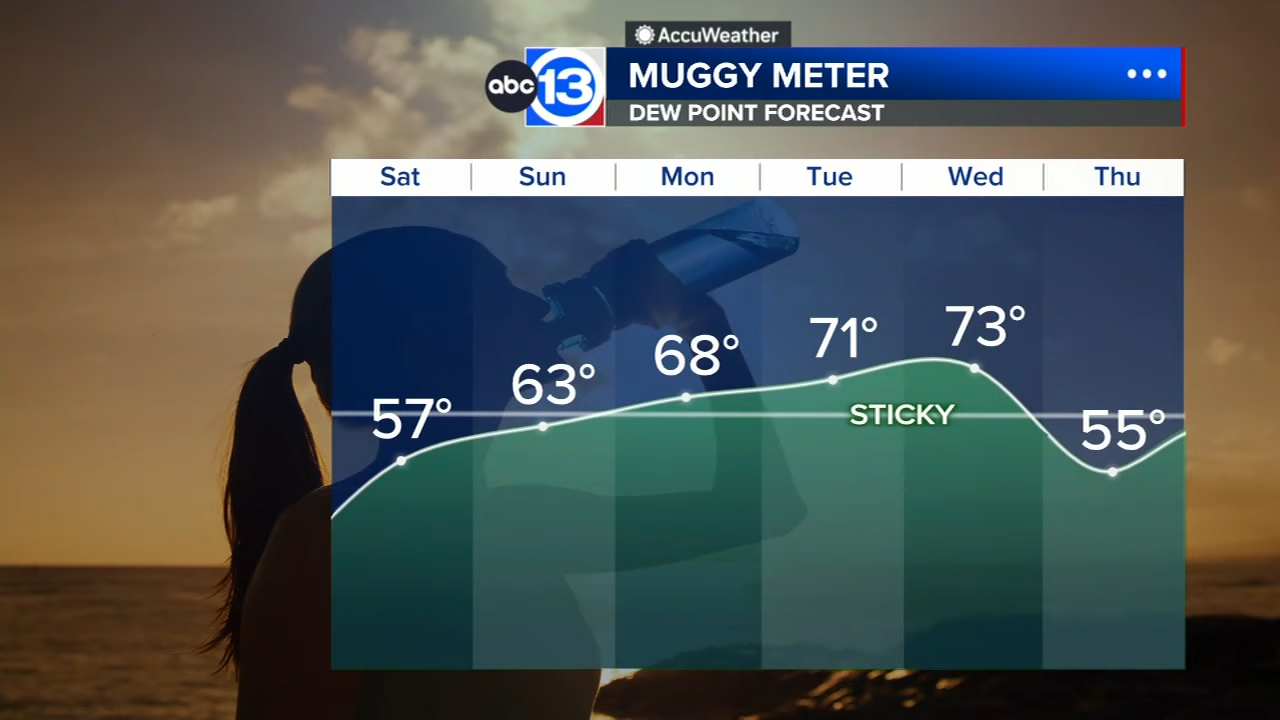 AccuWeather
abc 13 MUGGY METER
DEW POINT FORECAST
Sat Sun Mon Tue Wed Thu
57° 63° 68° 71° 73° 55°
STICKY